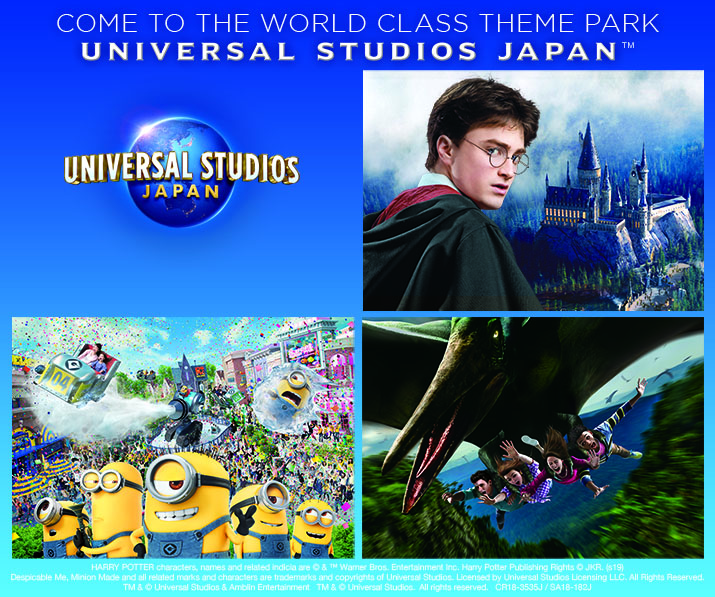 COME TO THE WORLD CLASS THEME PARK
UNIVERSAL STUDIOS JAPAN™
UNIVERSAL STUDIOS
JAPAN
04
HARRY POTTER characters, names and related indicia are © & ™ Warner Bros. Entertainment Inc. Harry Potter Publishing Rights © JKR. (s19)
Despicable Me, Minion Made and all related marks and characters are trademarks and copyrights of Universal Studios. Licensed by Universal Studios Licensing LLC. All Rights Reserved.
TM & © Universal Studios & Amblin Entertainment TM & © Universal Studios. All rights reserved.